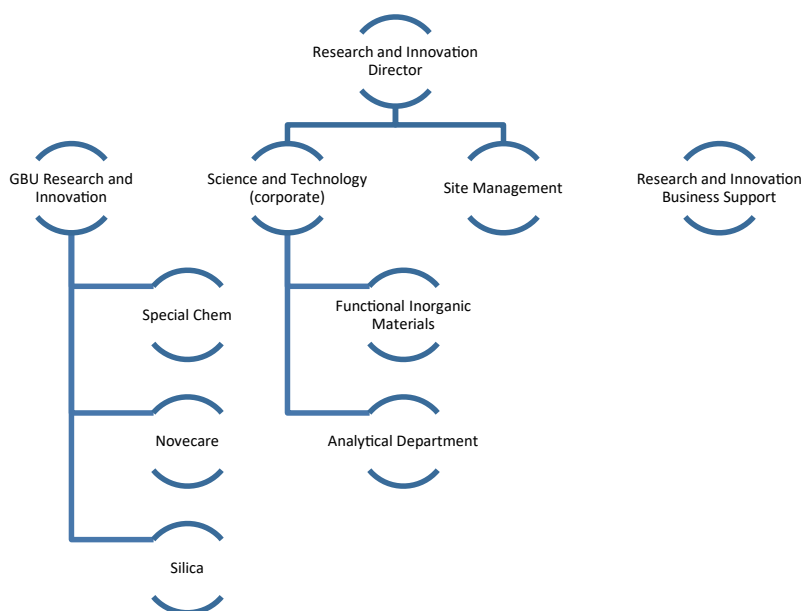 Research and Innovation
Director
GBU Research and
Innovation
Science and Technology
(corporate)
Site Management
Research and Innovation
Business Support
Special Chem
Functional Inorganic
Materials
Novecare
Analytical Department
Silica